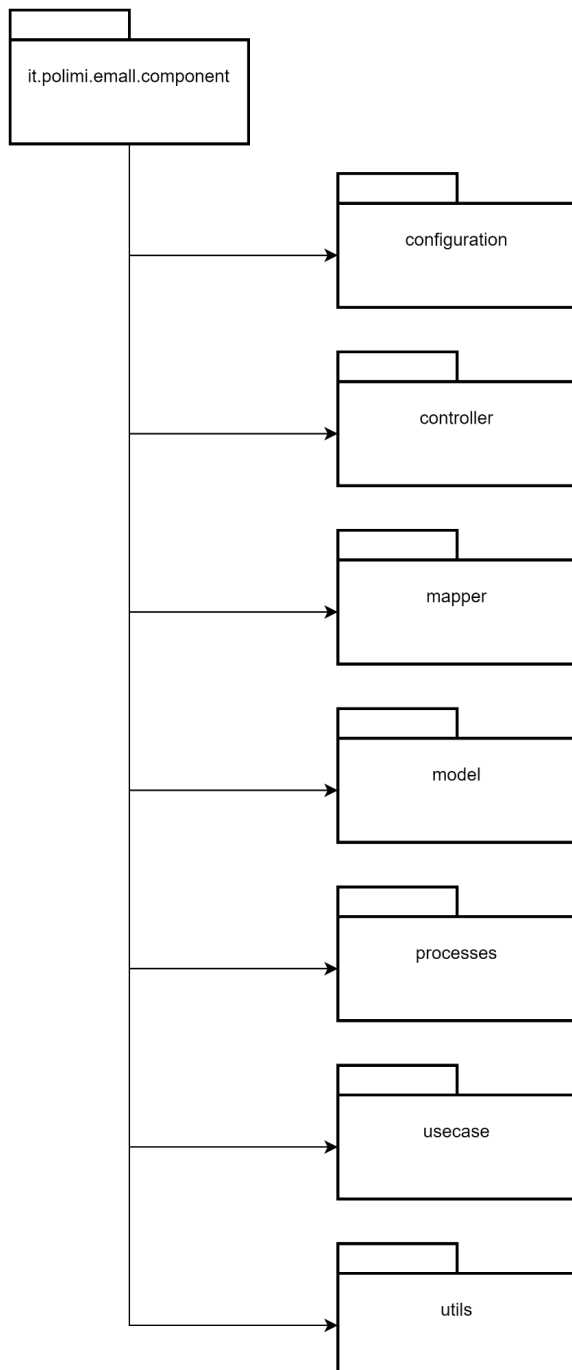 it.polimi.emall.component
configuration
controller
mapper
model
processes
usecase
utils